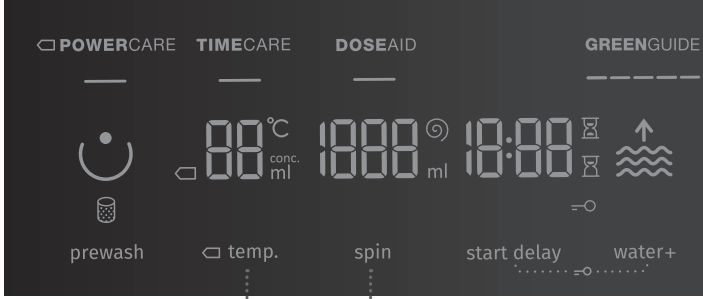 POWERCARE TIMECARE DOSEAID GREENGUIDE
88 °C 1888 18:88
conc.
ml ml
prewash temp. spin start delay water+